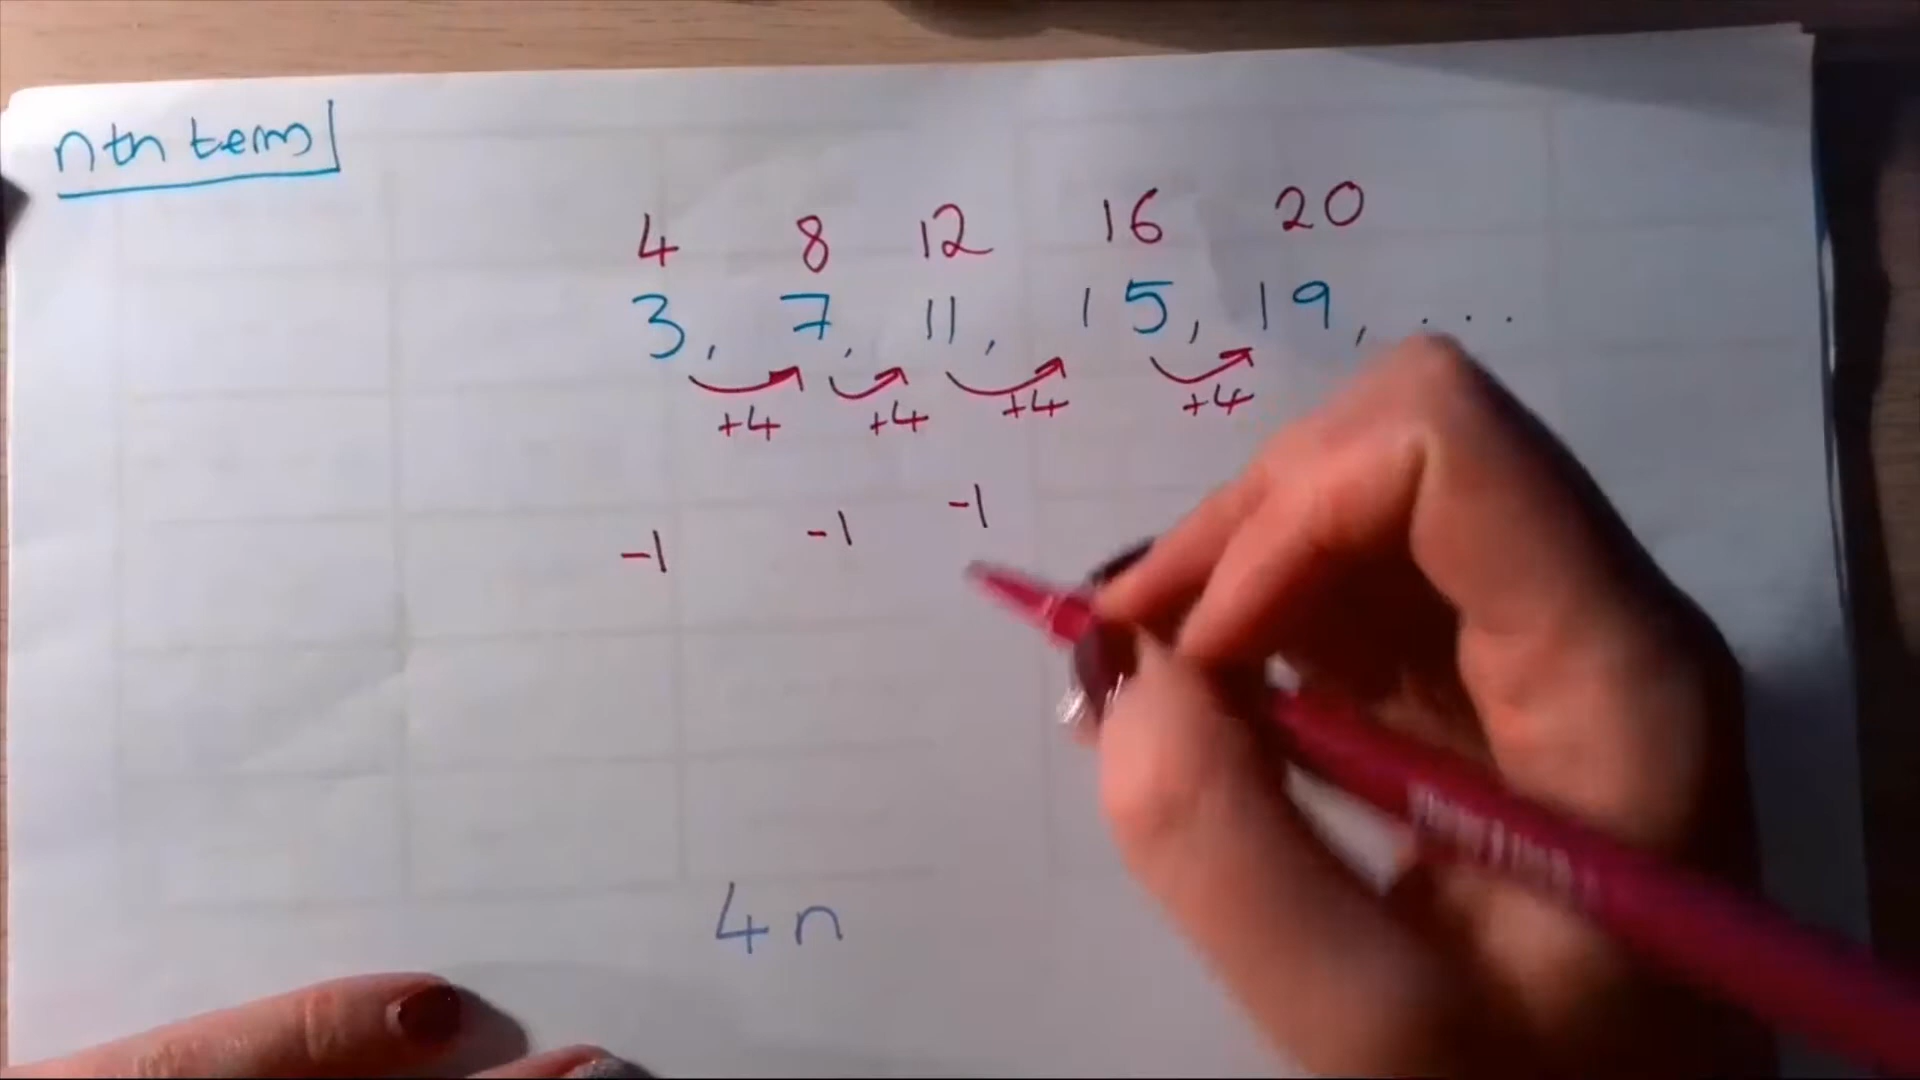 nth term
4 8 12 16 20
3, 7, 11, 15, 19, ...
+4 +4 +4 +4
-1 -1 -1
4n